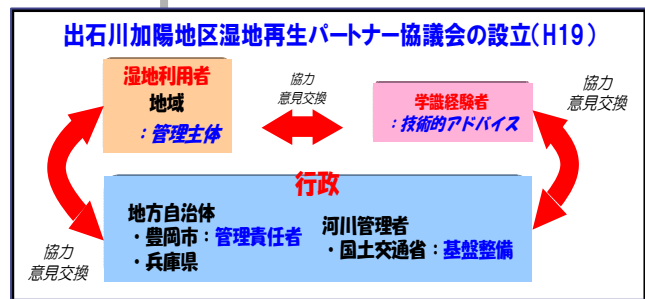 出石川加陽地区湿地再生パートナー協議会の設立(H19)
湿地利用者
地域
：管理主体
協力
意見交換
学識経験者
：技術的アドバイス
協力
意見交換
行政
地方自治体
・豊岡市：管理責任者
・兵庫県
河川管理者
・国土交通省：基盤整備
協力
意見交換